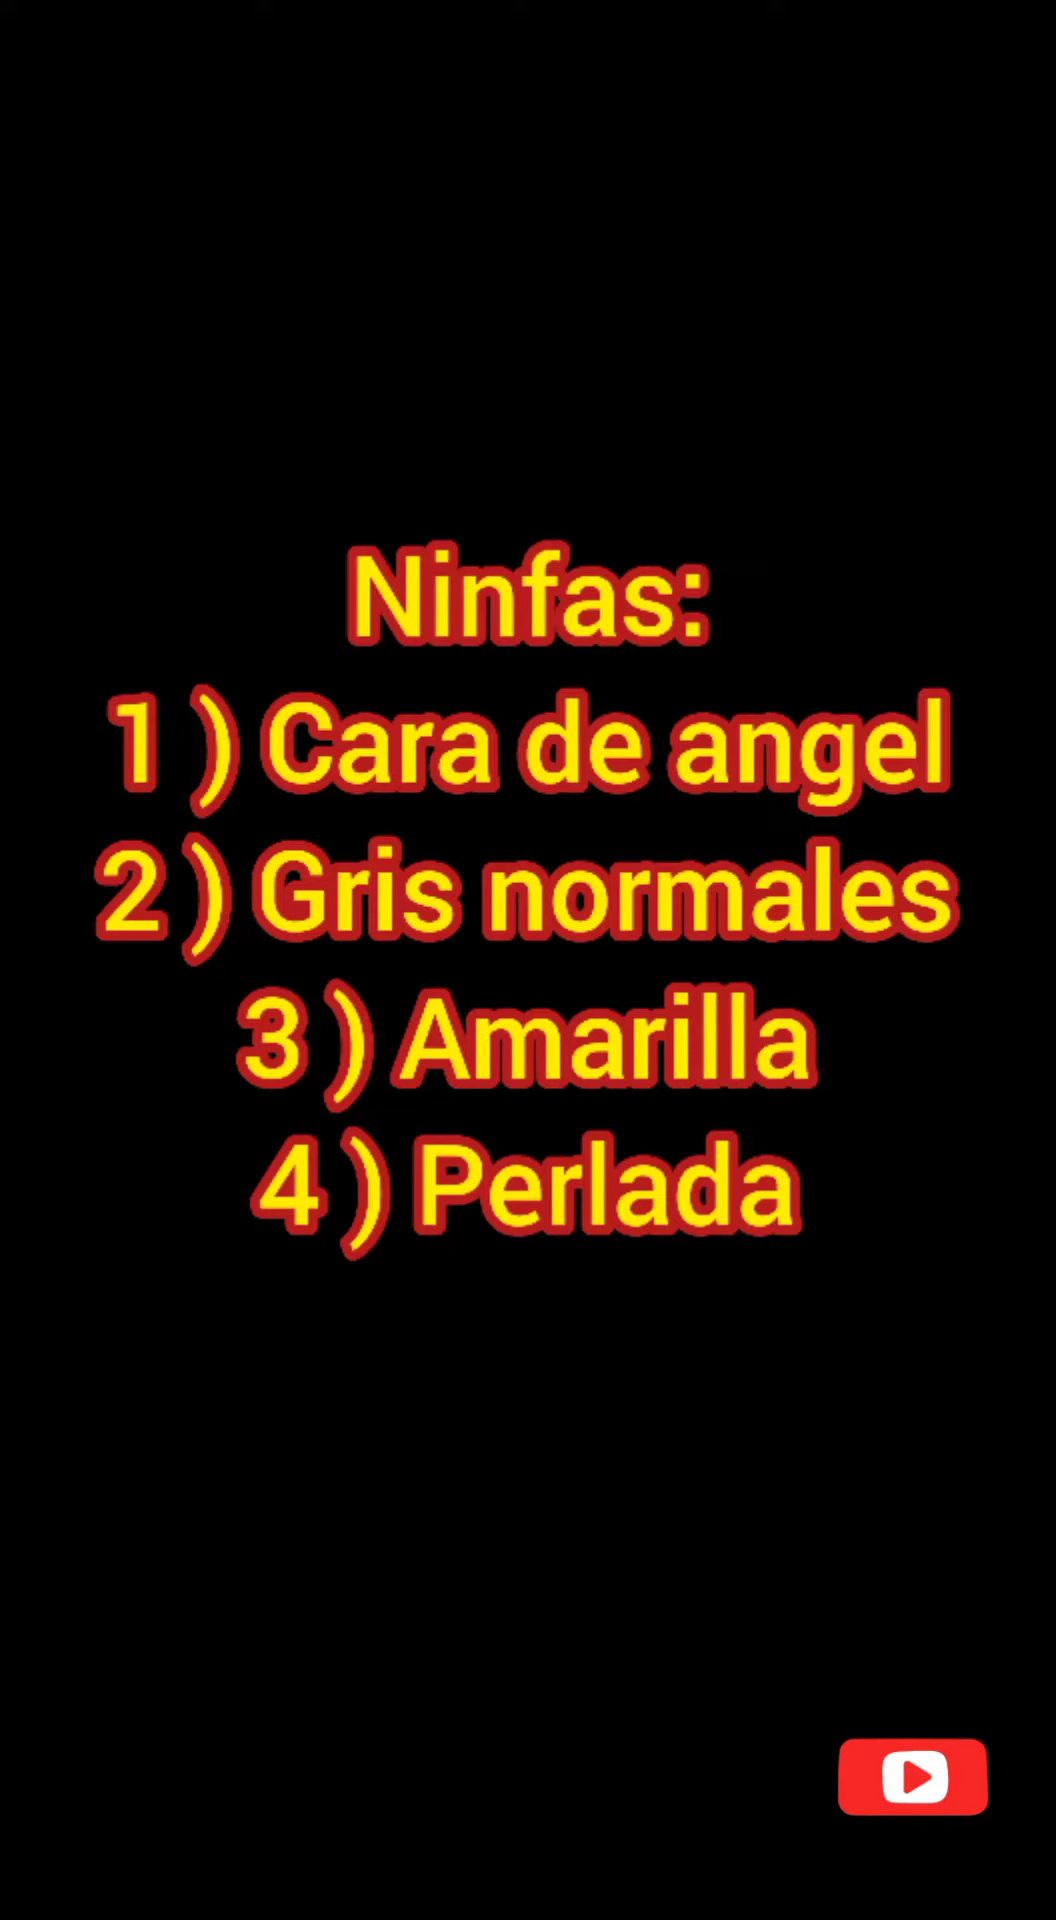 Ninfas:
1 ) Cara de angel
2 ) Gris normales
3 ) Amarilla
4 ) Perlada